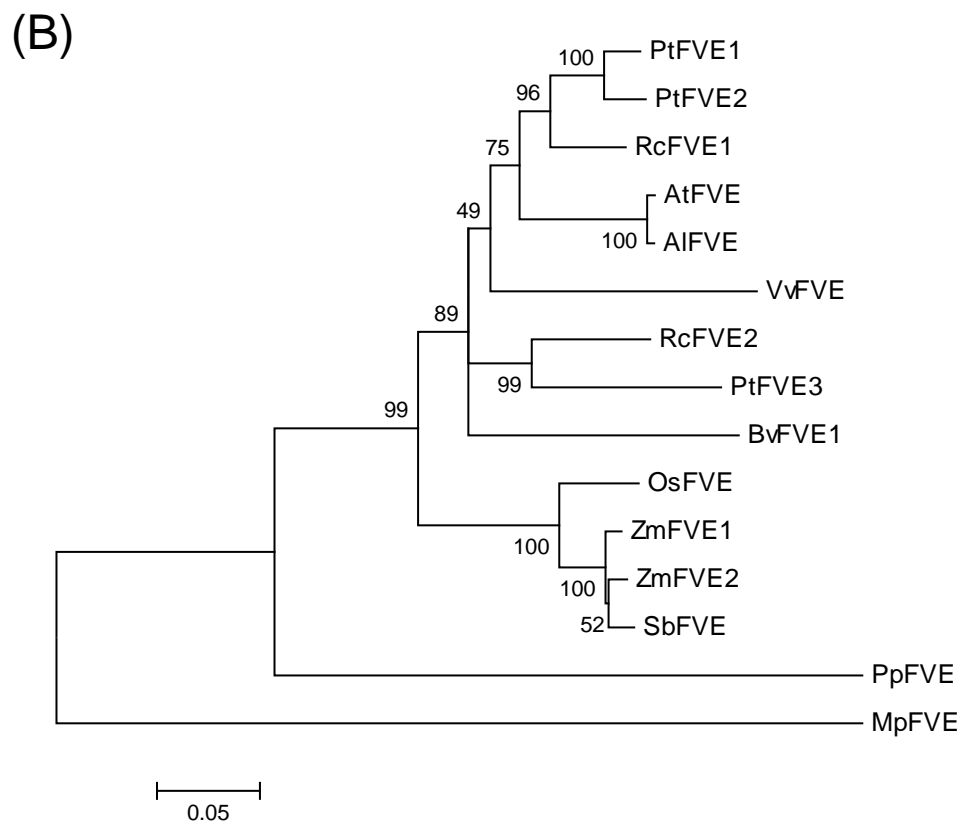 (B)
PtFVE1
100
PtFVE2
96
RcFVE1
75
AtFVE
49
100
AlFVE
VvFVE
89
RcFVE2
99
PtFVE3
99
BvFVE1
OsFVE
100
ZmFVE1
100
ZmFVE2
52
SbFVE
PpFVE
MpFVE
0.05